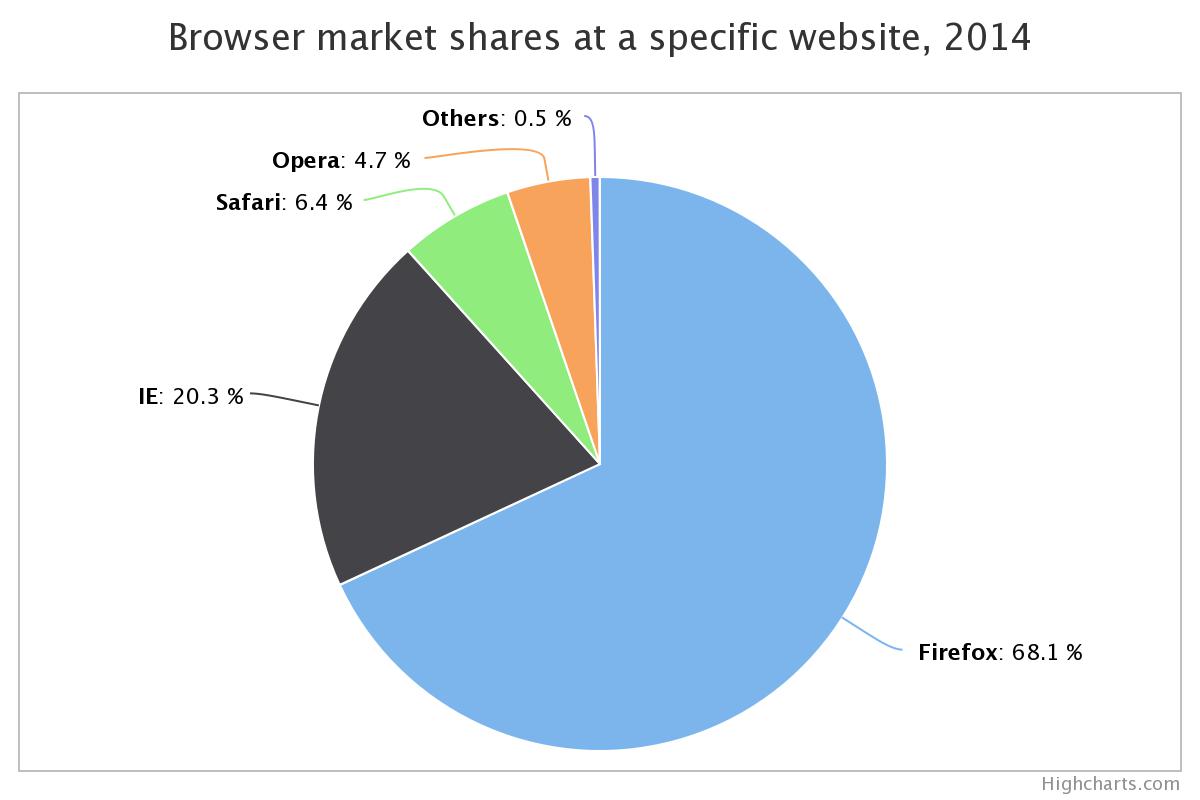 Browser market shares at a specific website, 2014
Others: 0.5 %
Opera: 4.7 %
Safari: 6.4 %
IE: 20.3 %
Firefox: 68.1 %
Highcharts.com